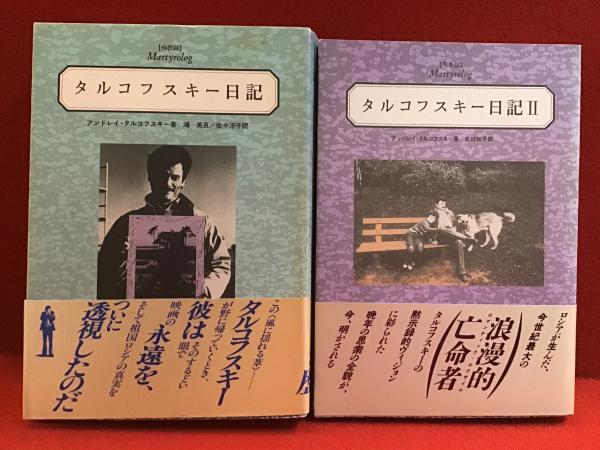 【殉教録】
Martyrolog
タルコフスキー日記
アンドレイ・タルコフスキー著 鴻 英良/佐々洋子訳
この〈風に揺れる草〉──
タルコフスキー
が野に帰っていくとき、
彼は
そのするどい眼で
映画の永遠を、
そして祖国ロシアの真実を
ついに
透視したのだ
【殉教録】
Martyrolog
タルコフスキー日記II
アンドレイ・タルコフスキー著 武村知子訳
ロシアが生んだ、
今世紀最大の
(浪漫的
亡命者)
タルコフスキーの
黙示録的ヴィジョン
に彩られた
晩年の思索の全貌が、
今、明かされる